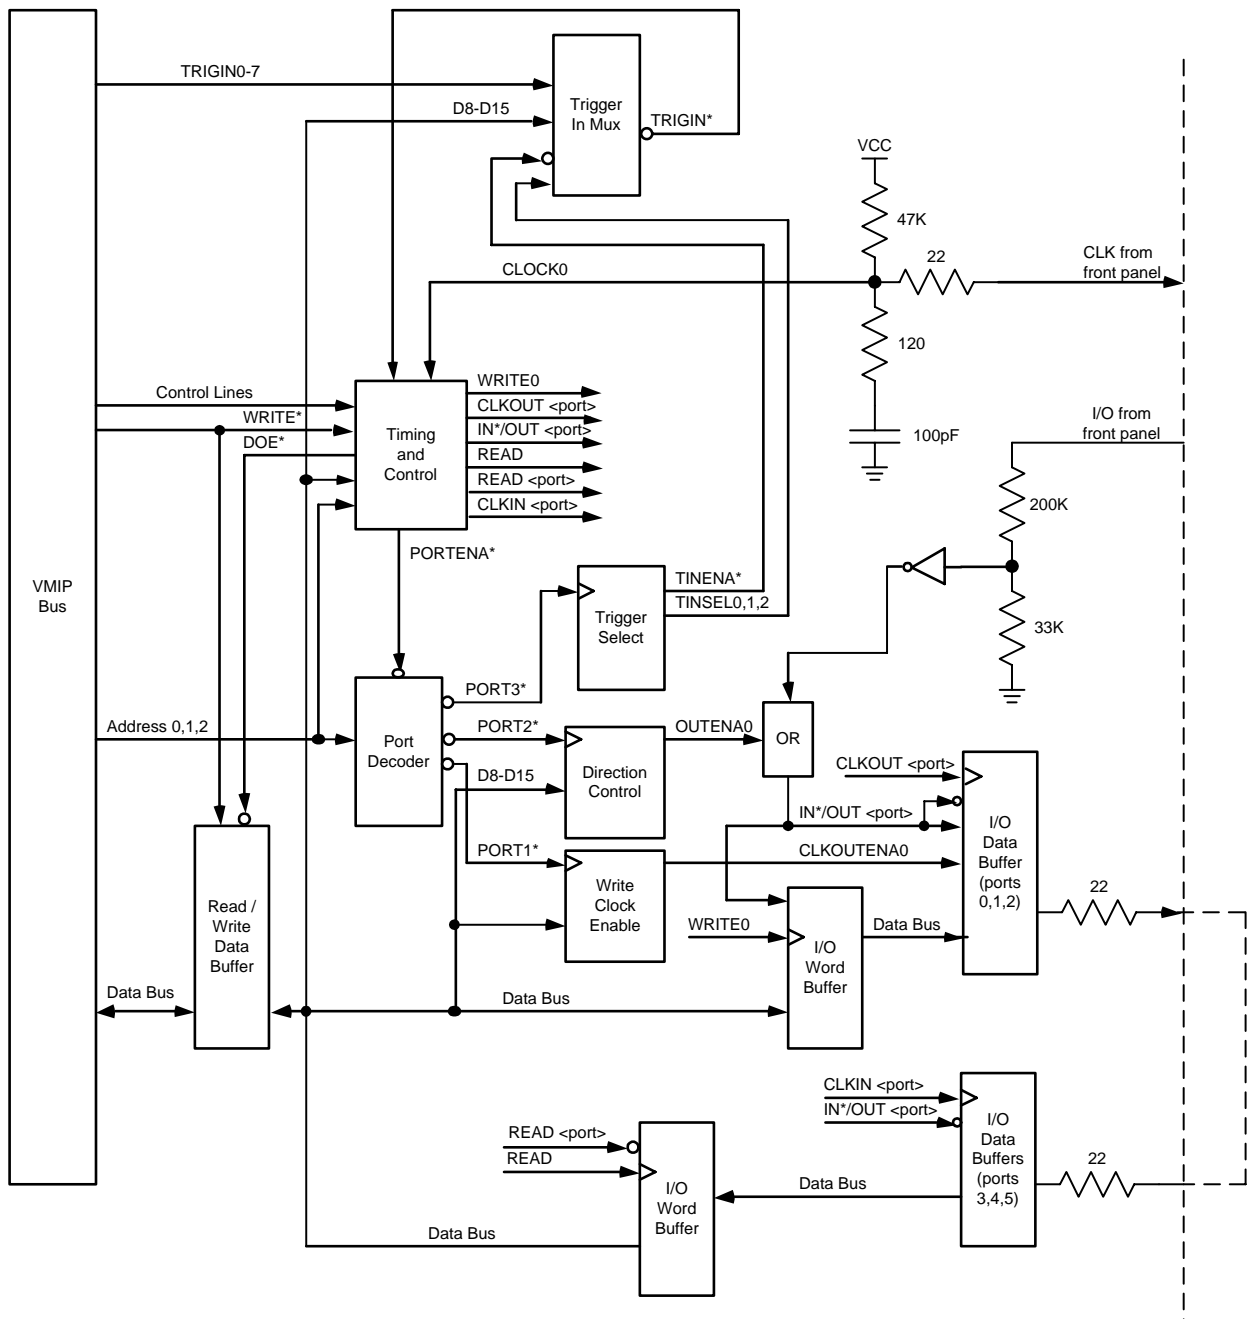 TRIGIN0-7
D8-D15
Trigger
In Mux
TRIGIN*
VCC
47K
22
CLK from
front panel
CLOCK0
120
100pF
Control Lines
WRITE*
DOE*
Timing
and
Control
WRITE0
CLKOUT <port>
IN*/OUT <port>
READ
READ <port>
CLKIN <port>
I/O from
front panel
200K
33K
PORTENA*
VMIP
Bus
Trigger
Select
TINENA*
TINSEL0,1,2
PORT3*
Address 0,1,2
Port
Decoder
PORT2*
D8-D15
Direction
Control
OUTENA0
OR
CLKOUT <port>
IN*/OUT <port>
I/O
Data
Buffer
(ports
0,1,2)
22
PORT1*
Write
Clock
Enable
CLKOUTENA0
Read /
Write
Data
Buffer
WRITE0
I/O
Word
Buffer
Data Bus
Data Bus
Data Bus
CLKIN <port>
IN*/OUT <port>
I/O
Data
Buffers
(ports
3,4,5)
22
READ <port>
READ
I/O
Word
Buffer
Data Bus
Data Bus